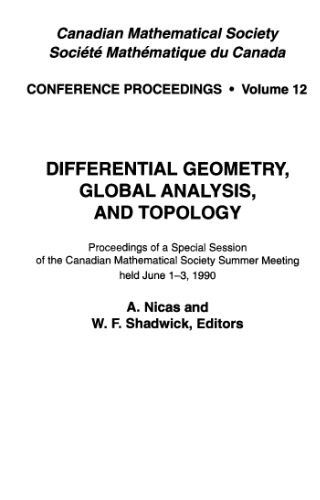 Canadian Mathematical Society
Société Mathématique du Canada
CONFERENCE PROCEEDINGS • Volume 12
DIFFERENTIAL GEOMETRY,
GLOBAL ANALYSIS,
AND TOPOLOGY
Proceedings of a Special Session
of the Canadian Mathematical Society Summer Meeting
held June 1–3, 1990
A. Nicas and
W. F. Shadwick, Editors